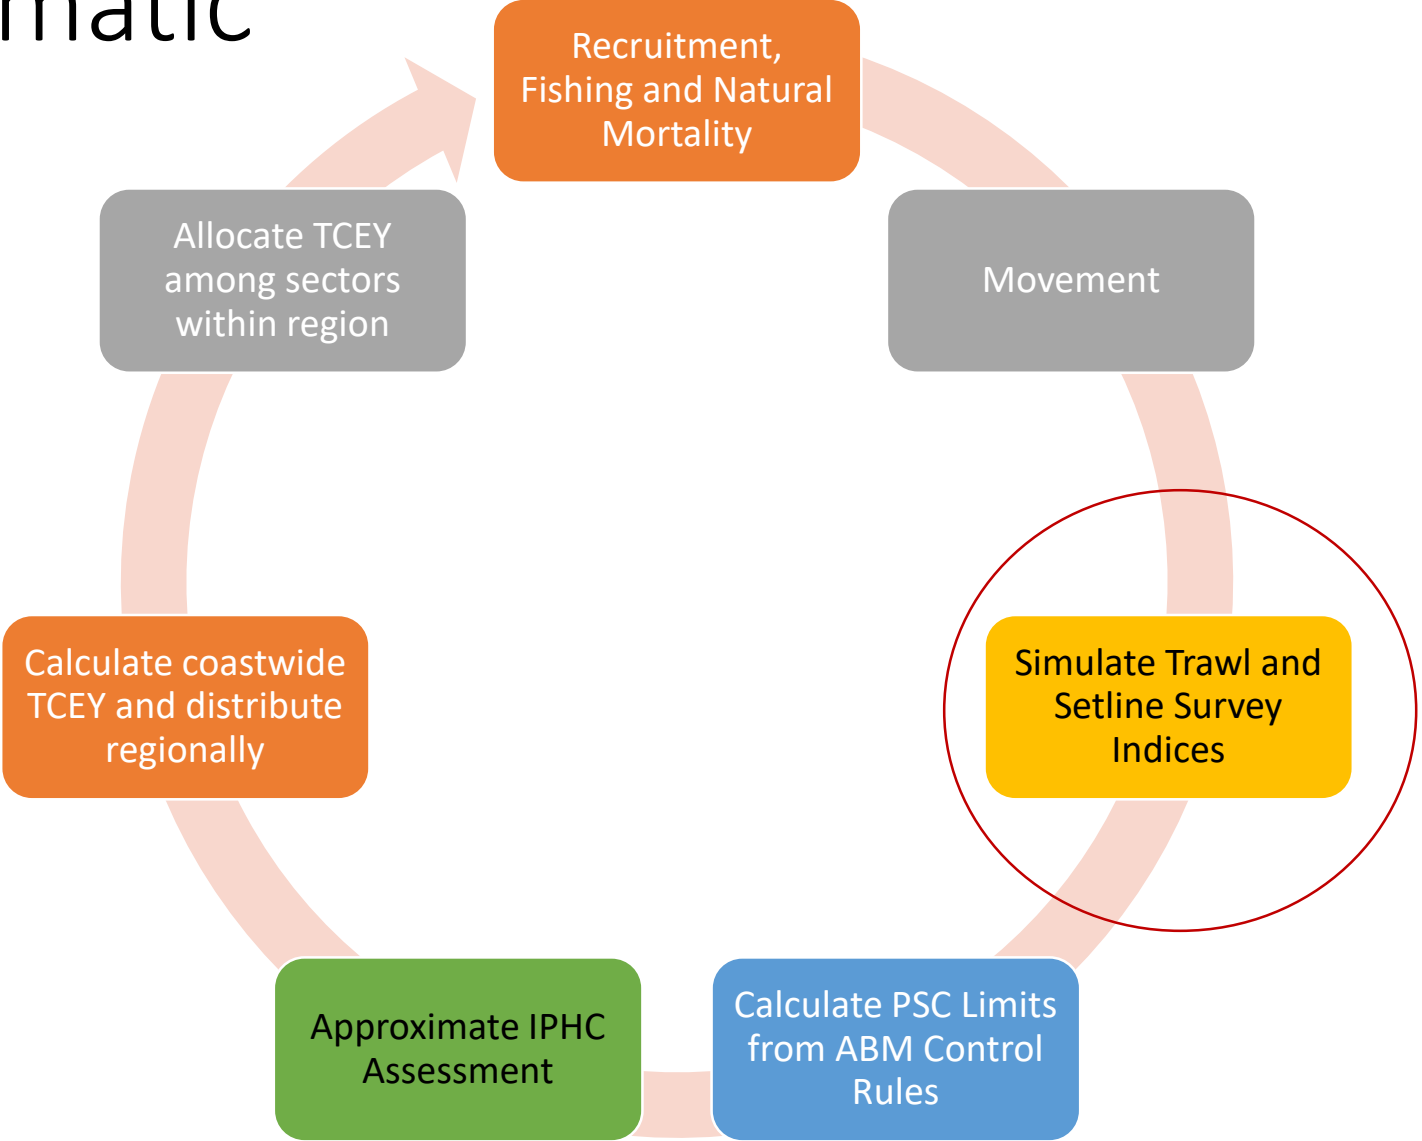 Recruitment,
Fishing and Natural
Mortality
Movement
Simulate Trawl and
Setline Survey
Indices
Calculate PSC Limits
from ABM Control
Rules
Approximate IPHC
Assessment
Calculate coastwide
TCEY and distribute
regionally
Allocate TCEY
among sectors
within region